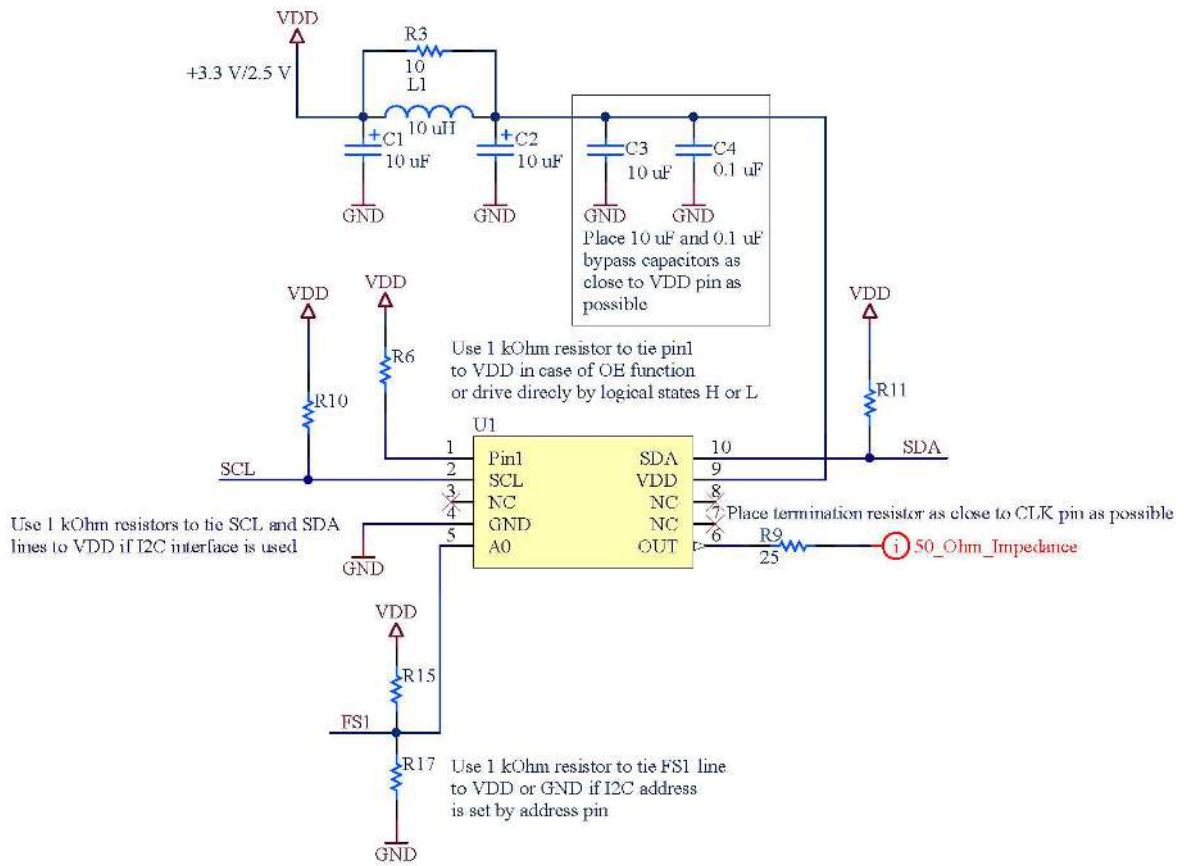 VDD
R3
+3.3 V/2.5 V
10
L1
10 uH
C1
10 uF
C2
10 uF
C3
10 uF
C4
0.1 uF
GND
GND
GND
GND
Place 10 uF and 0.1 uF
bypass capacitors as
close to VDD pin as
possible
VDD
VDD
VDD
R6
R10
R11
Use 1 kOhm resistor to tie pin1
to VDD in case of OE function
or drive direcly by logical states H or L
U1
SCL
SDA
1
Pin1
SDA
10
2
SCL
VDD
9
3
NC
NC
8
4
GND
NC
7
5
A0
OUT
6
Use 1 kOhm resistors to tie SCL and SDA
lines to VDD if I2C interface is used
GND
Place termination resistor as close to CLK pin as possible
R9
25
i
50_Ohm_Impedance
VDD
R15
FS1
R17
GND
Use 1 kOhm resistor to tie FS1 line
to VDD or GND if I2C address
is set by address pin